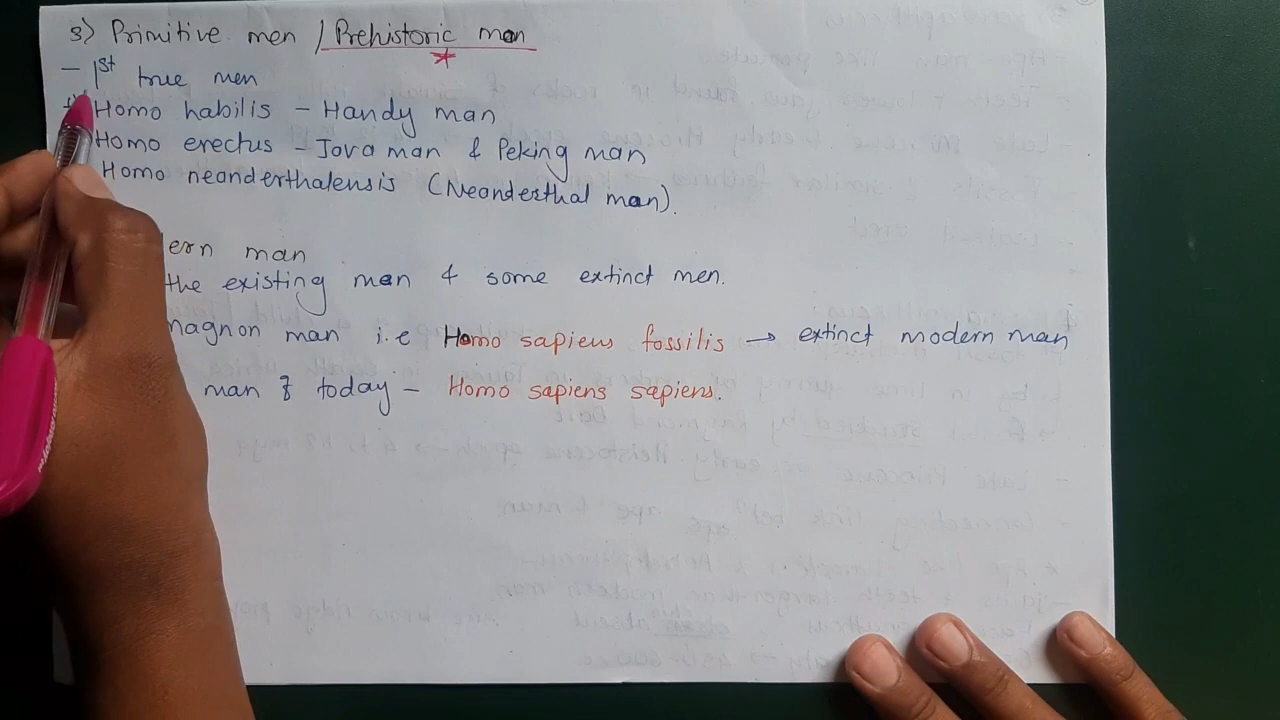 3) Primitive men / Prehistoric man
*
- 1st true men
Homo habilis - Handy man
Homo erectus - Java man & Peking man
Homo neanderthalensis (Neanderthal man).
ern man
the existing man & some extinct men.
magnon man i.e Homo sapiens fossilis → extinct modern man
man of today - Homo sapiens sapiens.